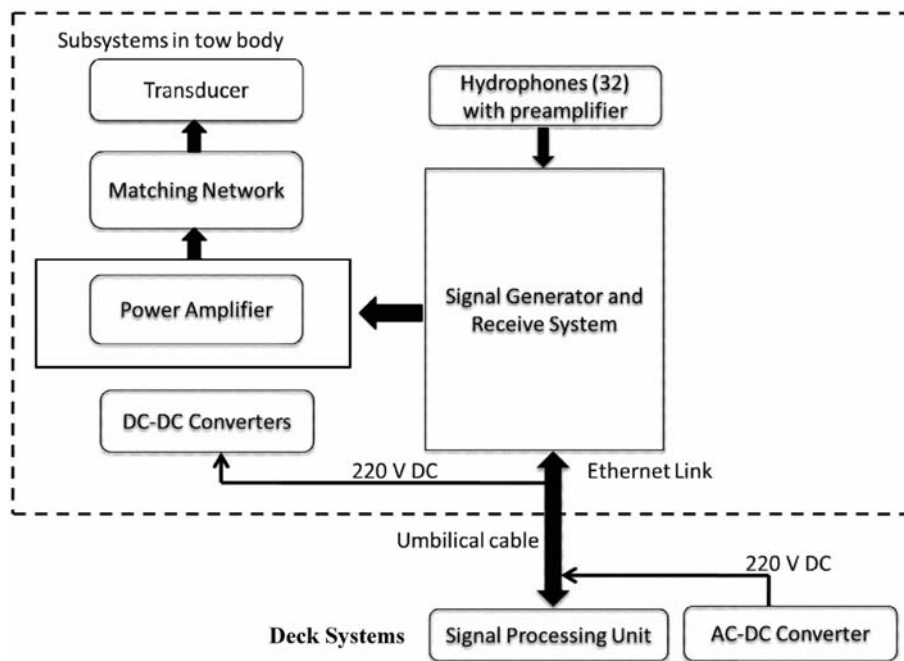 Subsystems in tow body
Transducer
Hydrophones (32)
with preamplifier
Matching Network
Signal Generator and
Receive System
Power Amplifier
DC-DC Converters
220 V DC
Ethernet Link
Umbilical cable
220 V DC
Deck Systems
Signal Processing Unit
AC-DC Converter